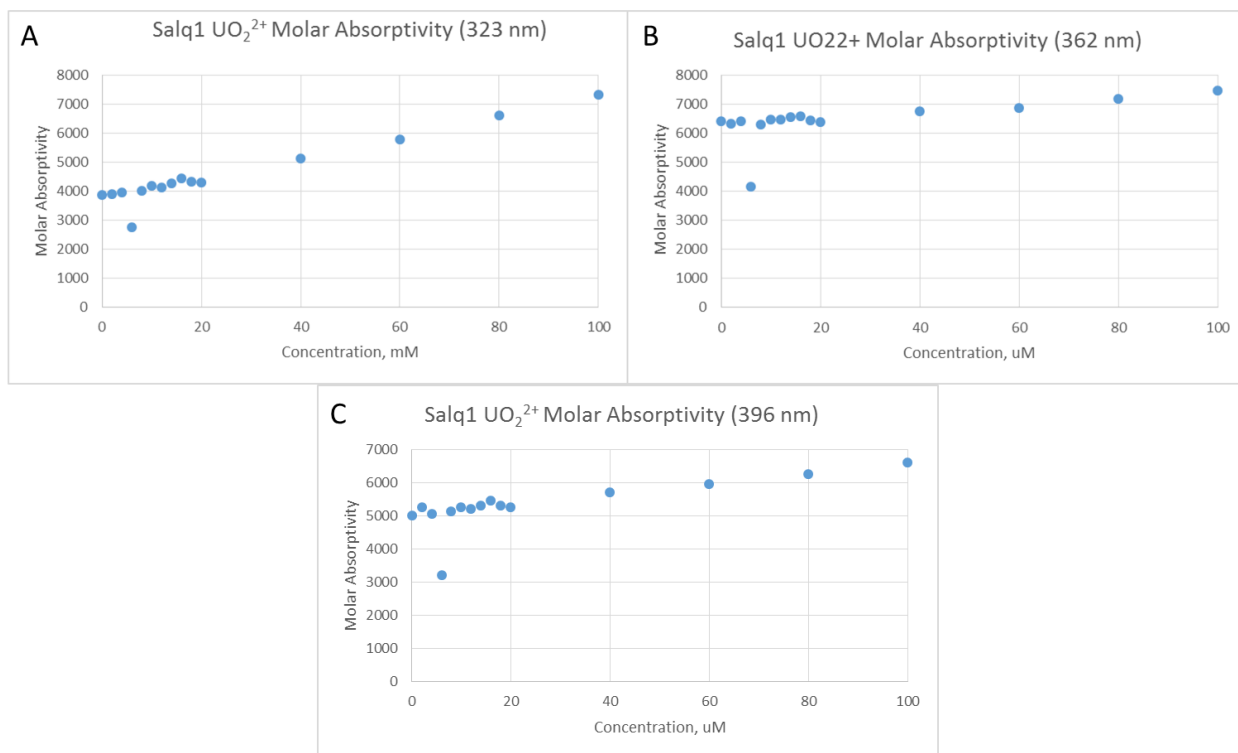 A
Salq1 UO₂²⁺ Molar Absorptivity (323 nm)
Molar Absorptivity
8000
7000
6000
5000
4000
3000
2000
1000
0
0 20 40 60 80 100
Concentration, mM
B
Salq1 UO22+ Molar Absorptivity (362 nm)
Molar Absorptivity
8000
7000
6000
5000
4000
3000
2000
1000
0
0 20 40 60 80 100
Concentration, uM
C
Salq1 UO₂²⁺ Molar Absorptivity (396 nm)
Molar Absorptivity
7000
6000
5000
4000
3000
2000
1000
0
0 20 40 60 80 100
Concentration, uM